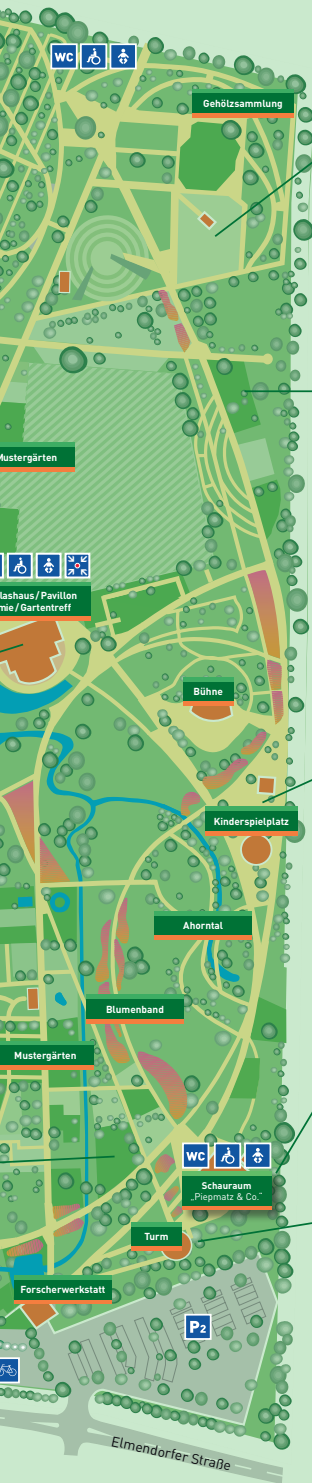 WC
Gehölzsammlung
Mustergärten
lashaus/Pavillon
mie/Gartentreff
Bühne
Kinderspielplatz
Ahorntal
Blumenband
Mustergärten
WC
Schauraum
„Piepmatz & Co.“
Turm
Forscherwerkstatt
P2
Elmendorfer Straße